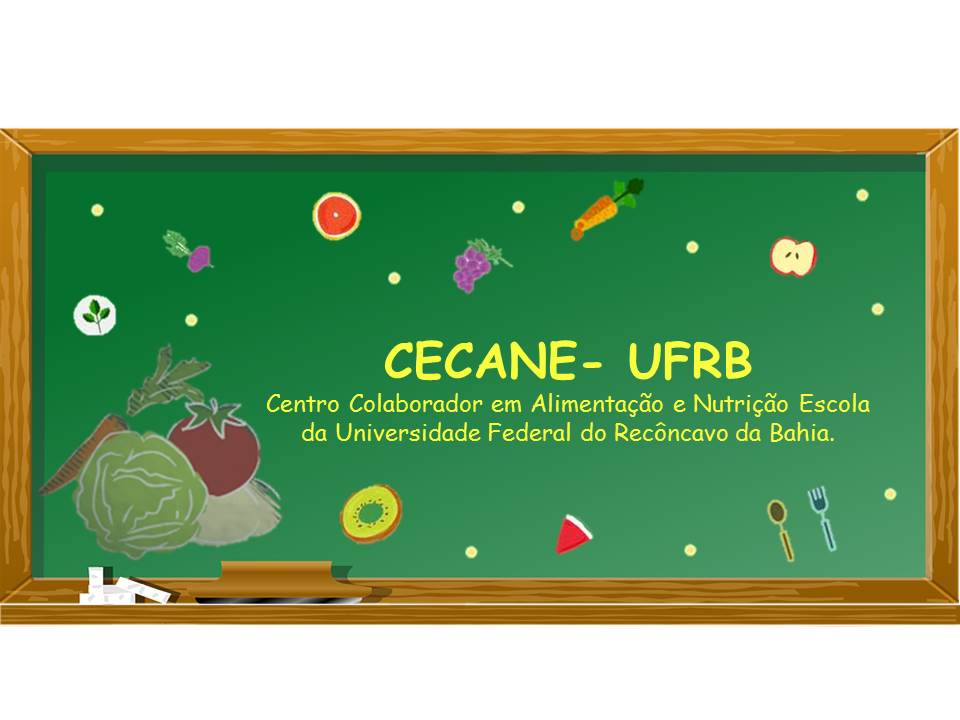 CECANE- UFRB
Centro Colaborador em Alimentação e Nutrição Escola
da Universidade Federal do Recôncavo da Bahia.